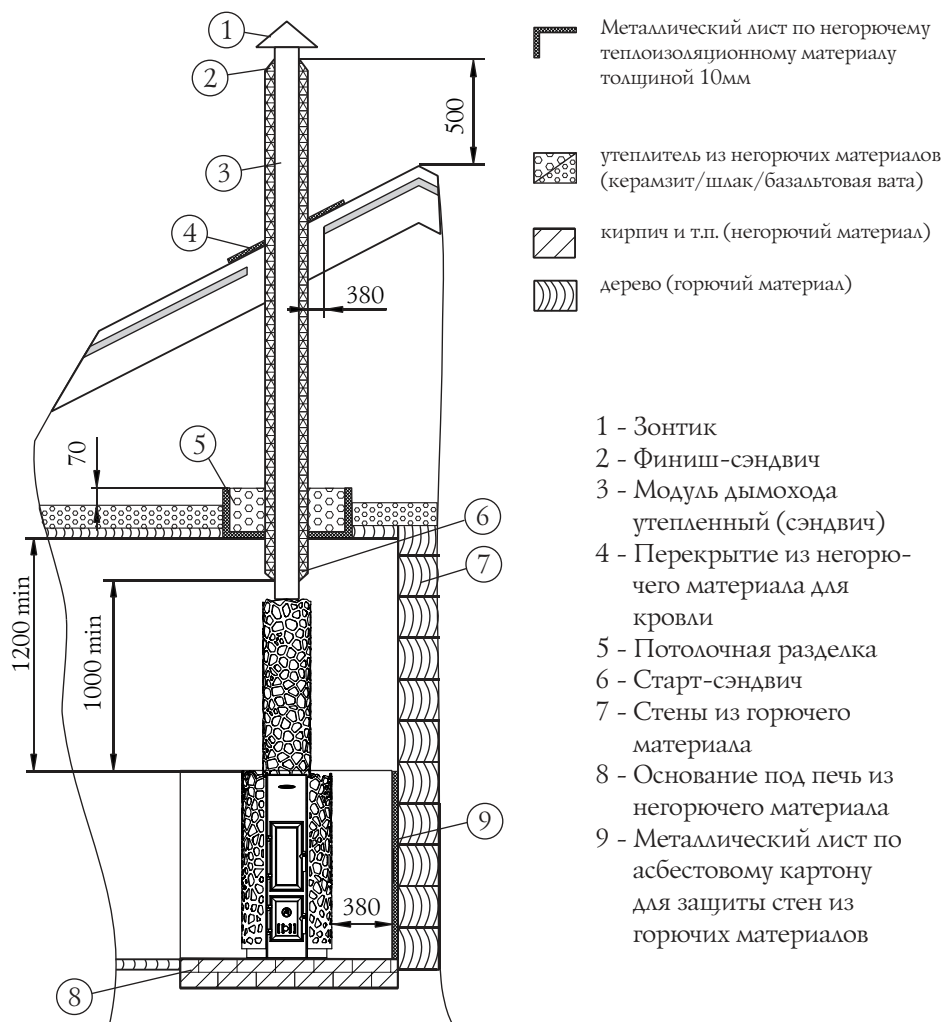 1
2
3
4
5
6
7
8
9
500
380
70
1200 min
1000 min
380
Металлический лист по негорючему
теплоизоляционному материалу
толщиной 10мм
утеплитель из негорючих материалов
(керамзит/шлак/базальтовая вата)
кирпич и т.п. (негорючий материал)
дерево (горючий материал)
1 - Зонтик
2 - Финиш-сэндвич
3 - Модуль дымохода
утепленный (сэндвич)
4 - Перекрытие из негорю-
чего материала для
кровли
5 - Потолочная разделка
6 - Старт-сэндвич
7 - Стены из горючего
материала
8 - Основание под печь из
негорючего материала
9 - Металлический лист по
асбестовому картону
для защиты стен из
горючих материалов